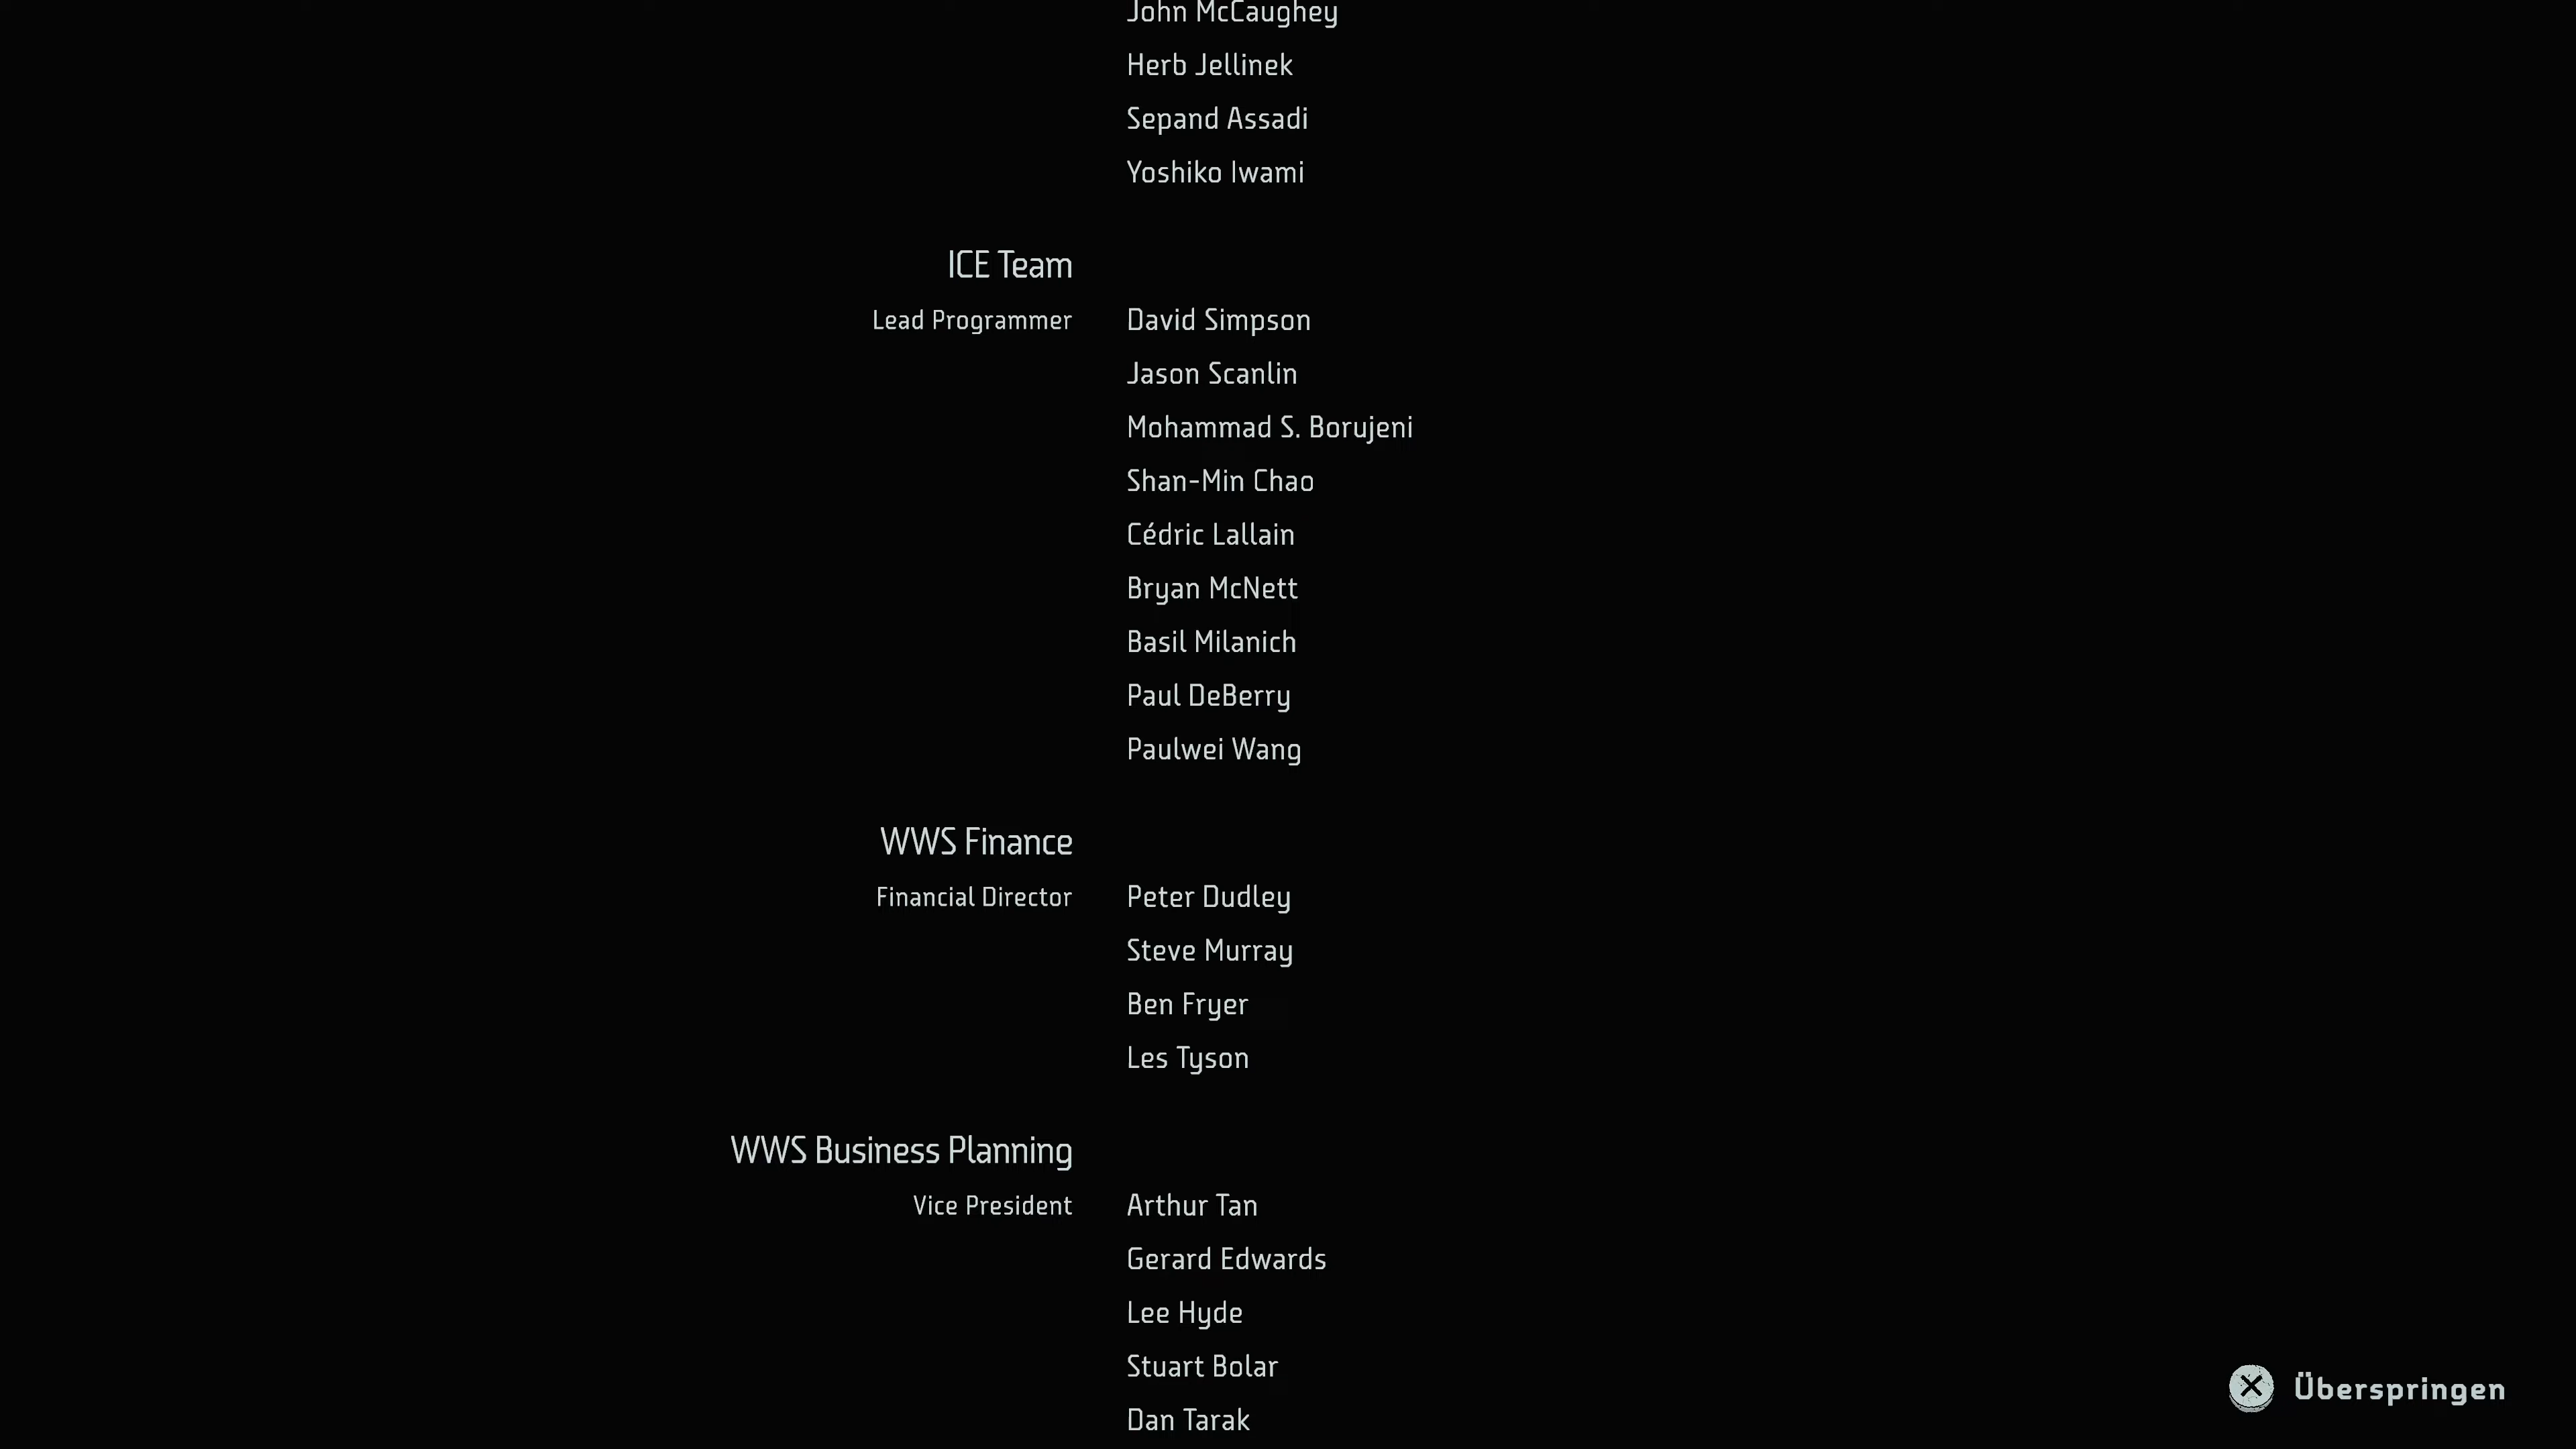 John McCaughey
Herb Jellinek
Sepand Assadi
Yoshiko Iwami
ICE Team
Lead Programmer David Simpson
Jason Scanlin
Mohammad S. Borujeni
Shan-Min Chao
Cédric Lallain
Bryan McNett
Basil Milanich
Paul DeBerry
Paulwei Wang
WWS Finance
Financial Director Peter Dudley
Steve Murray
Ben Fryer
Les Tyson
WWS Business Planning
Vice President Arthur Tan
Gerard Edwards
Lee Hyde
Stuart Bolar
Dan Tarak
Überspringen